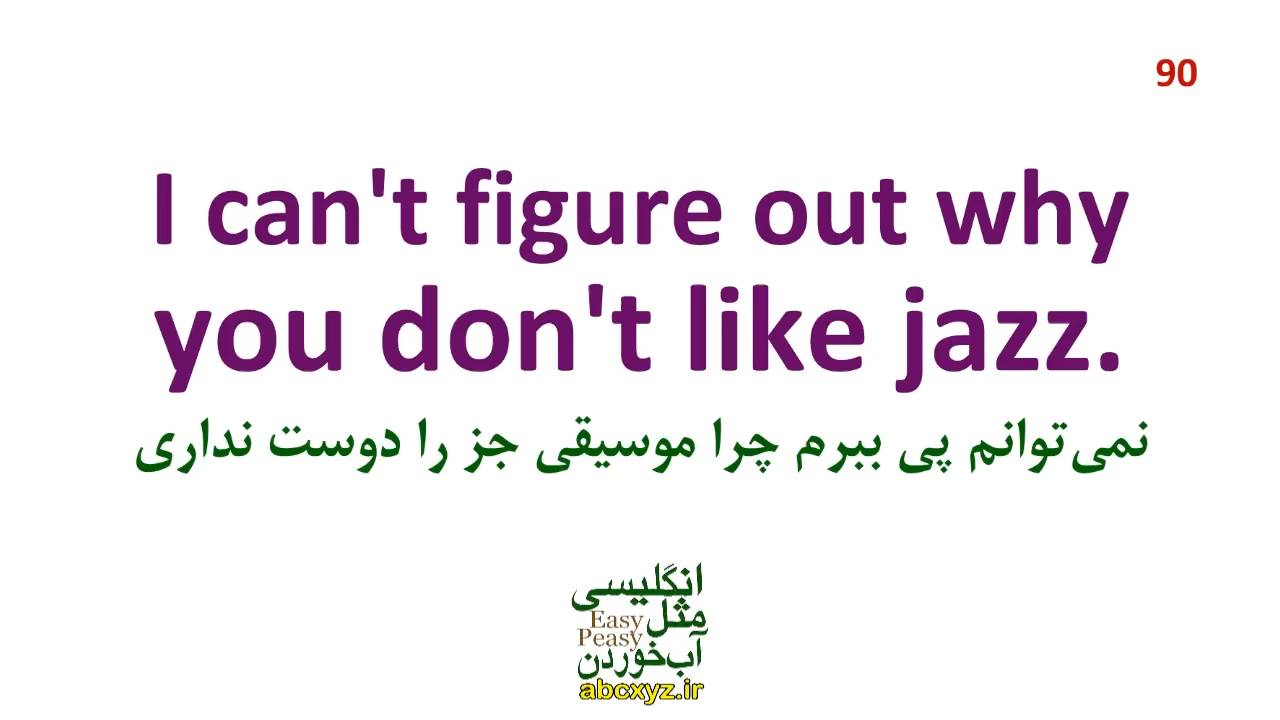 90
I can't figure out why
you don't like jazz.
نمی‌توانم پی ببرم چرا موسیقی جز را دوست نداری
انگلیسی
مثل
Easy
Peasy
آب‌خوردن
abcxyz.ir